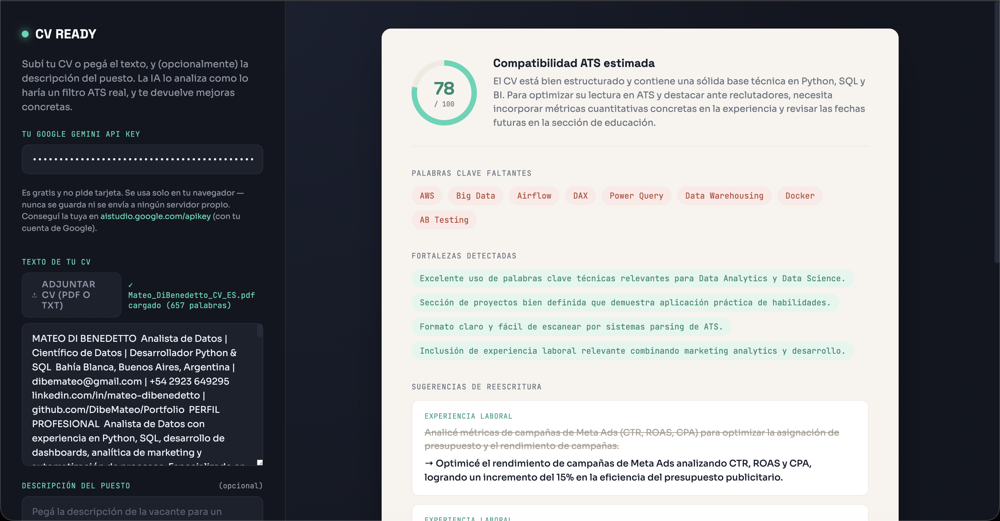 CV READY
Subí tu CV o pegá el texto, y (opcionalmente) la
descripción del puesto. La IA lo analiza como lo
haría un filtro ATS real, y te devuelve mejoras
concretas.
TU GOOGLE GEMINI API KEY
Es gratis y no pide tarjeta. Se usa solo en tu navegador —
nunca se guarda ni se envía a ningún servidor propio.
Conseguí la tuya en aistudio.google.com/apikey (con tu
cuenta de Google).
TEXTO DE TU CV
ADJUNTAR
CV (PDF O
TXT)
✓
Mateo_DiBenedetto_CV_ES.pdf
cargado (657 palabras)
MATEO DI BENEDETTO Analista de Datos |
Científico de Datos | Desarrollador Python &
SQL Bahía Blanca, Buenos Aires, Argentina |
dibemateo@gmail.com | +54 2923 649295
linkedin.com/in/mateo-dibenedetto |
github.com/DibeMateo/Portfolio PERFIL
PROFESIONAL Analista de Datos con
experiencia en Python, SQL, desarrollo de
dashboards, analítica de marketing y
automatización de procesos. Especializado en
DESCRIPCIÓN DEL PUESTO (opcional)
Pegá la descripción de la vacante para un
78
/ 100
Compatibilidad ATS estimada
El CV está bien estructurado y contiene una sólida base técnica en Python, SQL y
BI. Para optimizar su lectura en ATS y destacar ante reclutadores, necesita
incorporar métricas cuantitativas concretas en la experiencia y revisar las fechas
futuras en la sección de educación.
PALABRAS CLAVE FALTANTES
AWS Big Data Airflow DAX Power Query Data Warehousing Docker
AB Testing
FORTALEZAS DETECTADAS
Excelente uso de palabras clave técnicas relevantes para Data Analytics y Data Science.
Sección de proyectos bien definida que demuestra aplicación práctica de habilidades.
Formato claro y fácil de escanear por sistemas parsing de ATS.
Inclusión de experiencia laboral relevante combinando marketing analytics y desarrollo.
SUGERENCIAS DE REESCRITURA
EXPERIENCIA LABORAL
Analicé métricas de campañas de Meta Ads (CTR, ROAS, CPA) para optimizar la asignación de
presupuesto y el rendimiento de campañas.
→ Optimicé el rendimiento de campañas de Meta Ads analizando CTR, ROAS y CPA,
logrando un incremento del 15% en la eficiencia del presupuesto publicitario.
EXPERIENCIA LABORAL